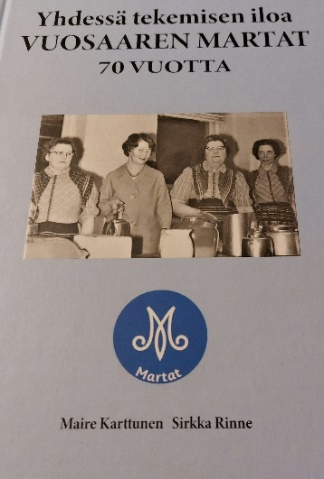 Yhdessä tekemisen iloa
VUOSAAREN MARTAT
70 VUOTTA
M
Martat
Maire Karttunen Sirkka Rinne